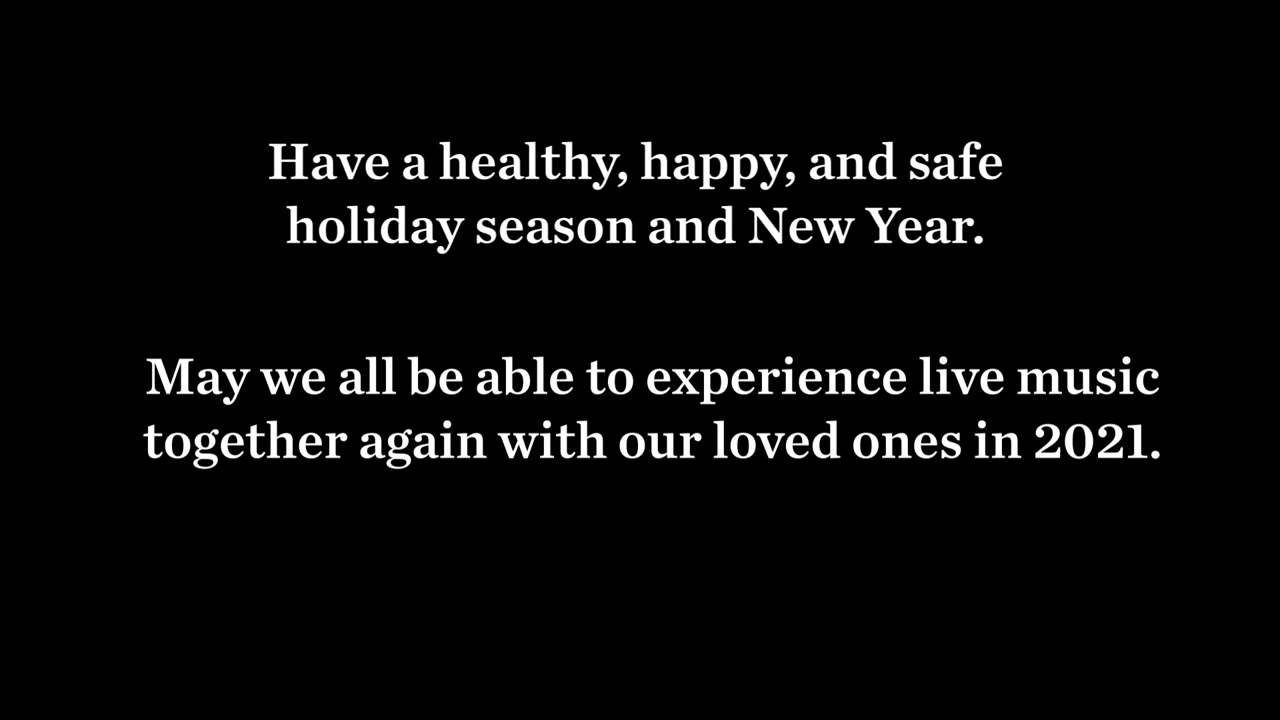 Have a healthy, happy, and safe
holiday season and New Year.
May we all be able to experience live music
together again with our loved ones in 2021.